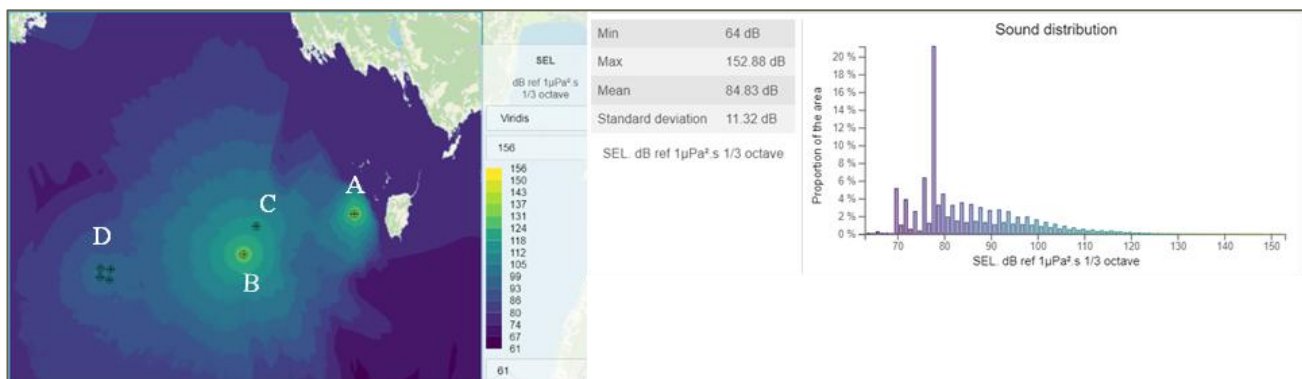 A
C
D
B
SEL
dB ref 1µPa².s
1/3 octave
Viridis
156
156
150
143
137
131
124
118
112
105
99
93
86
80
74
67
61
61
Min 64 dB
Max 152.88 dB
Mean 84.83 dB
Standard deviation 11.32 dB
SEL. dB ref 1µPa².s 1/3 octave
Sound distribution
Proportion of the area
20 %
18 %
16 %
14 %
12 %
10 %
8 %
6 %
4 %
2 %
0 %
70 80 90 100 110 120 130 140 150
SEL. dB ref 1µPa².s 1/3 octave